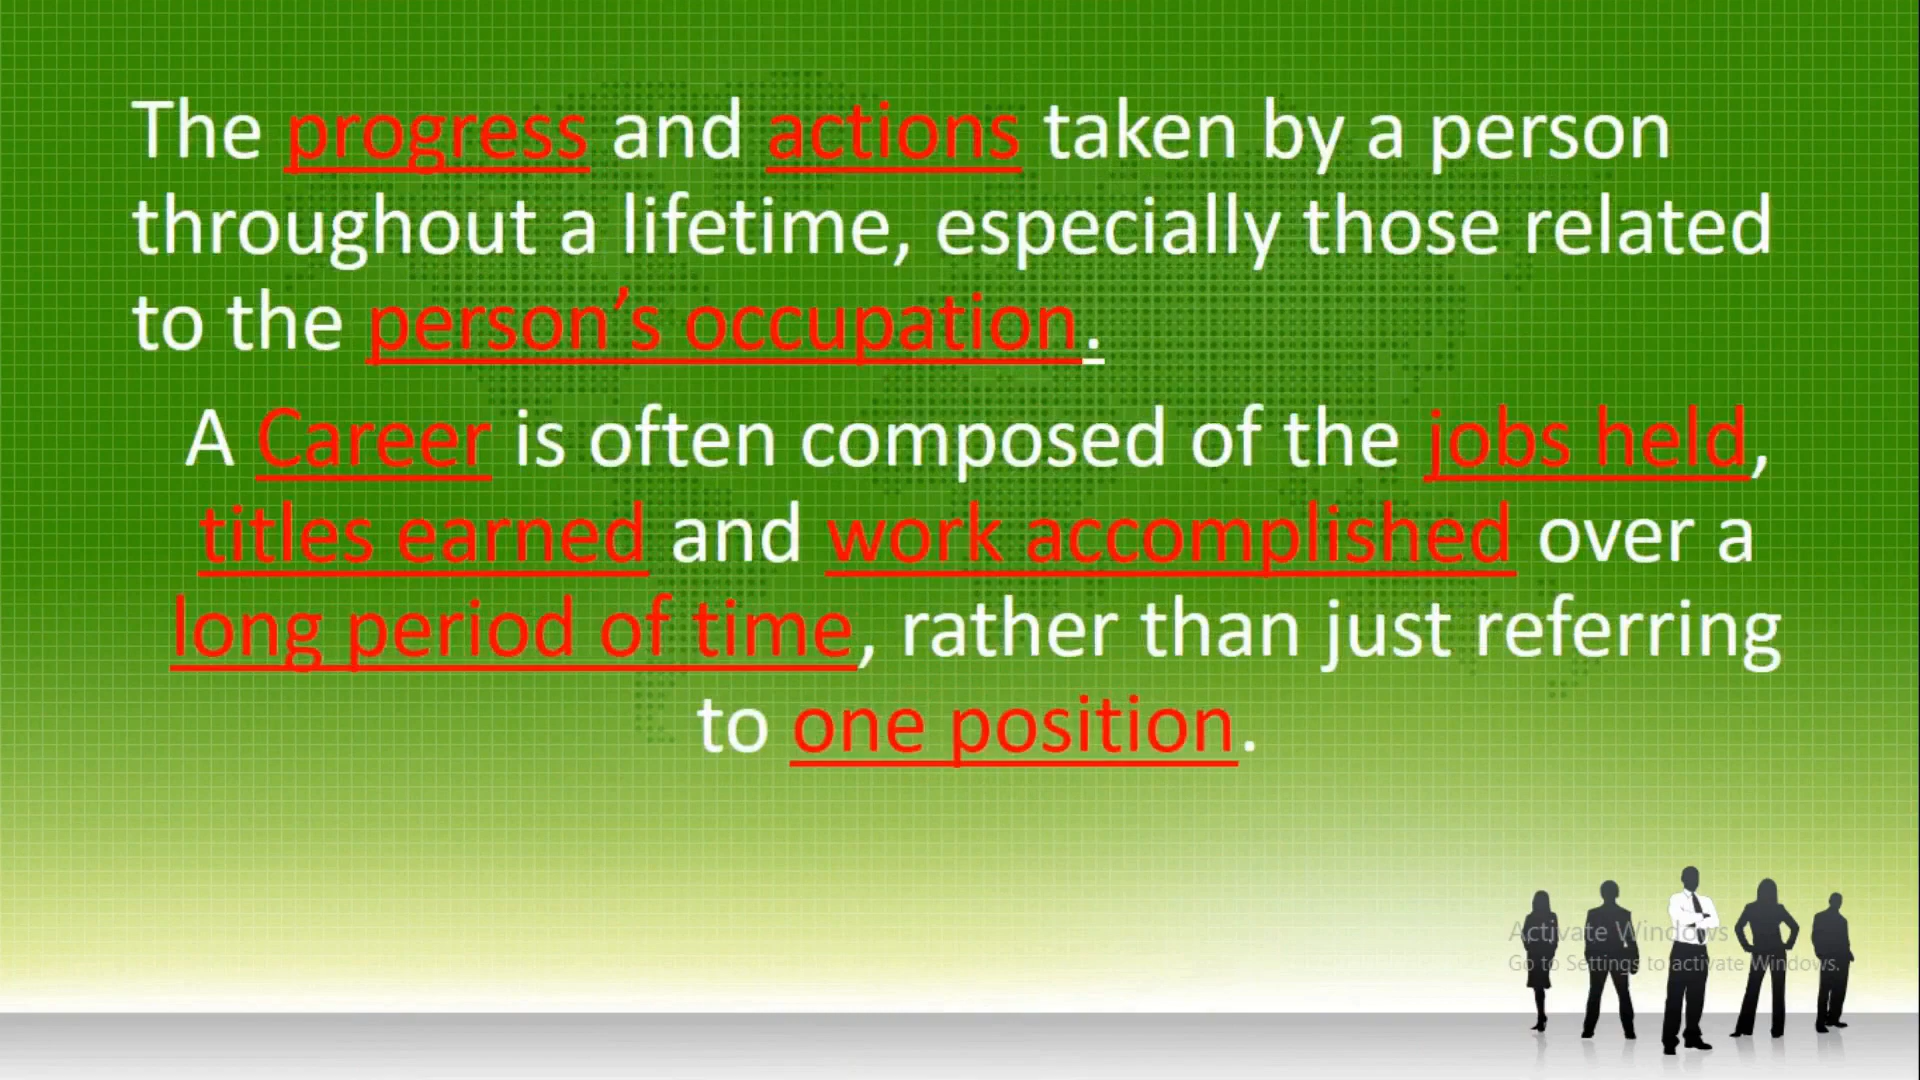 The progress and actions taken by a person
throughout a lifetime, especially those related
to the person’s occupation.
A Career is often composed of the jobs held,
titles earned and work accomplished over a
long period of time, rather than just referring
to one position.
Activate Windows
Go to Settings to activate Windows.